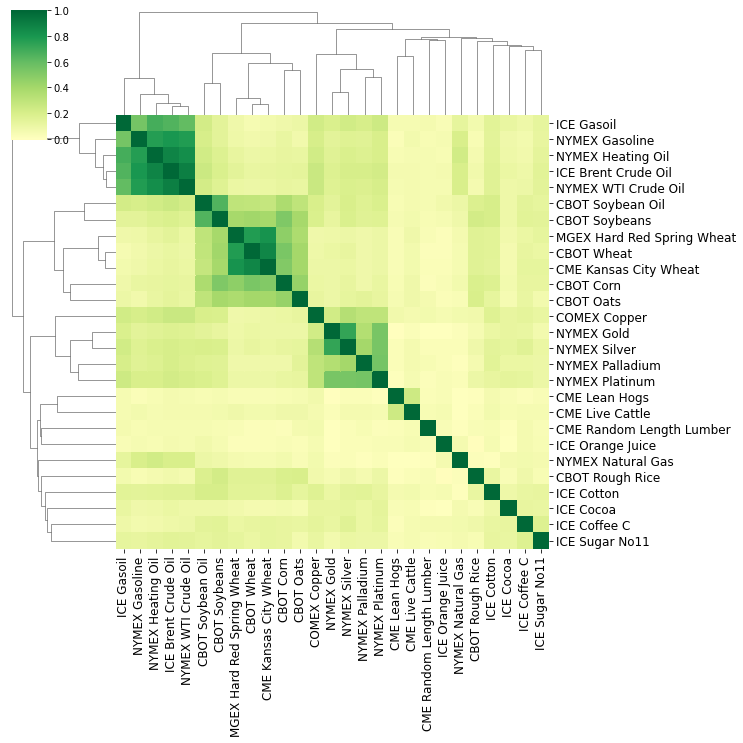 1.0
0.8
0.6
0.4
0.2
0.0
ICE Gasoil
NYMEX Gasoline
NYMEX Heating Oil
ICE Brent Crude Oil
NYMEX WTI Crude Oil
CBOT Soybean Oil
CBOT Soybeans
MGEX Hard Red Spring Wheat
CBOT Wheat
CME Kansas City Wheat
CBOT Corn
CBOT Oats
COMEX Copper
NYMEX Gold
NYMEX Silver
NYMEX Palladium
NYMEX Platinum
CME Lean Hogs
CME Live Cattle
CME Random Length Lumber
ICE Orange Juice
NYMEX Natural Gas
CBOT Rough Rice
ICE Cotton
ICE Cocoa
ICE Coffee C
ICE Sugar No11
ICE Gasoil
NYMEX Gasoline
NYMEX Heating Oil
ICE Brent Crude Oil
NYMEX WTI Crude Oil
CBOT Soybean Oil
CBOT Soybeans
MGEX Hard Red Spring Wheat
CBOT Wheat
CME Kansas City Wheat
CBOT Corn
CBOT Oats
COMEX Copper
NYMEX Gold
NYMEX Silver
NYMEX Palladium
NYMEX Platinum
CME Lean Hogs
CME Live Cattle
CME Random Length Lumber
ICE Orange Juice
NYMEX Natural Gas
CBOT Rough Rice
ICE Cotton
ICE Cocoa
ICE Coffee C
ICE Sugar No11